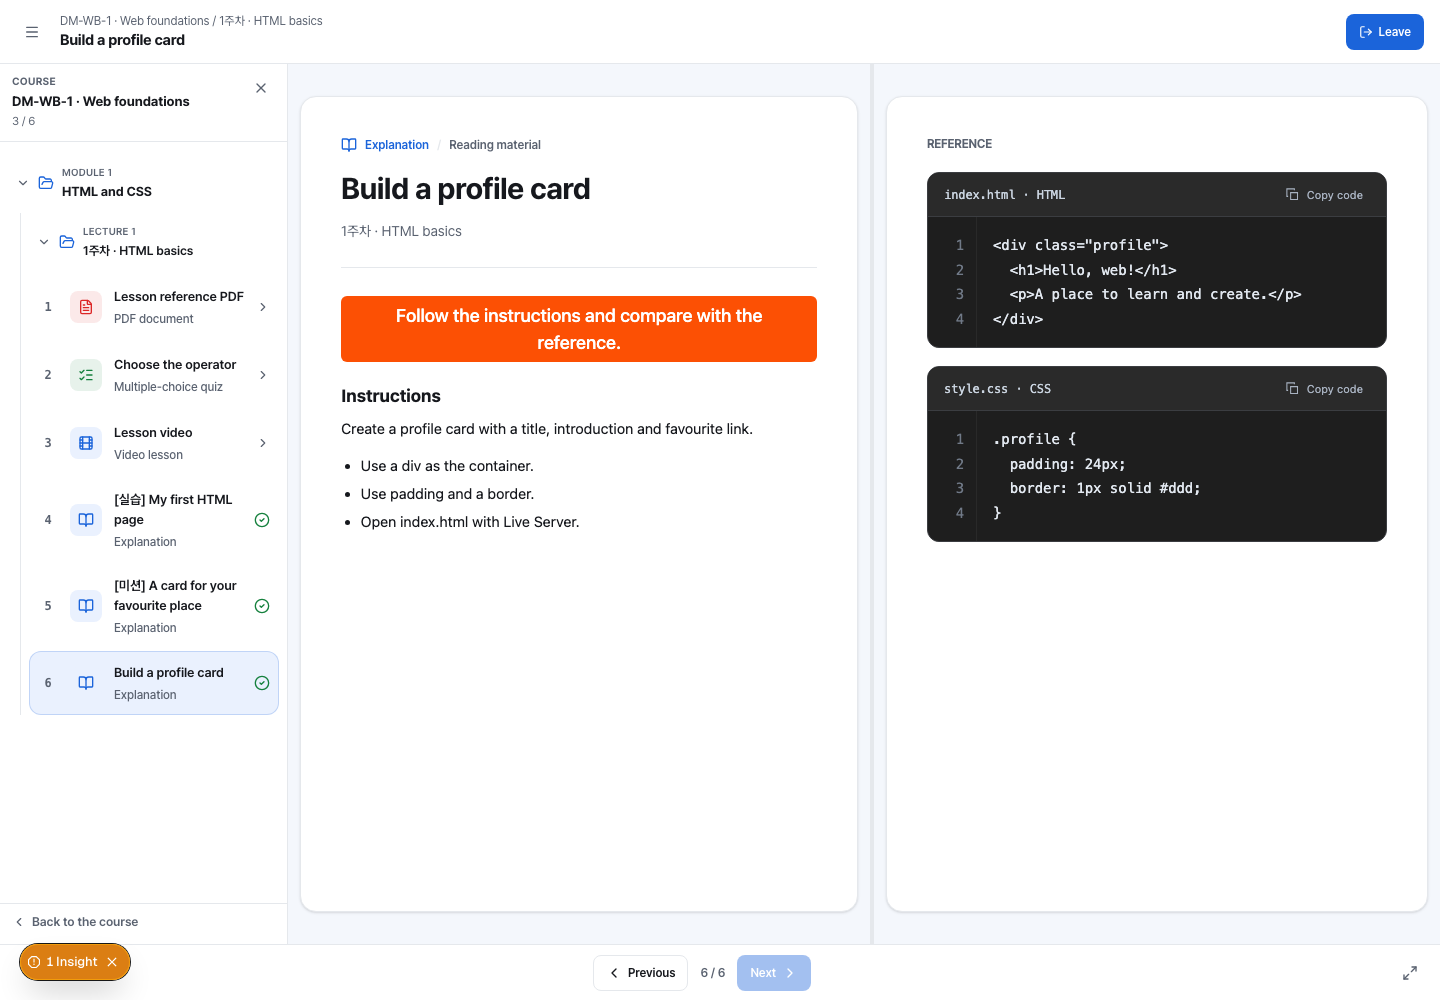 DM-WB-1 · Web foundations / 1주차 · HTML basics
Build a profile card
Leave
COURSE
DM-WB-1 · Web foundations
3 / 6
MODULE 1
HTML and CSS
LECTURE 1
1주차 · HTML basics
1
Lesson reference PDF
PDF document
2
Choose the operator
Multiple-choice quiz
3
Lesson video
Video lesson
4
[실습] My first HTML
page
Explanation
5
[미션] A card for your
favourite place
Explanation
6
Build a profile card
Explanation
Back to the course
1 Insight
Explanation / Reading material
Build a profile card
1주차 · HTML basics
Follow the instructions and compare with the
reference.
Instructions
Create a profile card with a title, introduction and favourite link.
• Use a div as the container.
• Use padding and a border.
• Open index.html with Live Server.
REFERENCE
index.html · HTML
Copy code
1 <div class="profile">
2   <h1>Hello, web!</h1>
3   <p>A place to learn and create.</p>
4 </div>
style.css · CSS
Copy code
1 .profile {
2   padding: 24px;
3   border: 1px solid #ddd;
4 }
Previous
6 / 6
Next